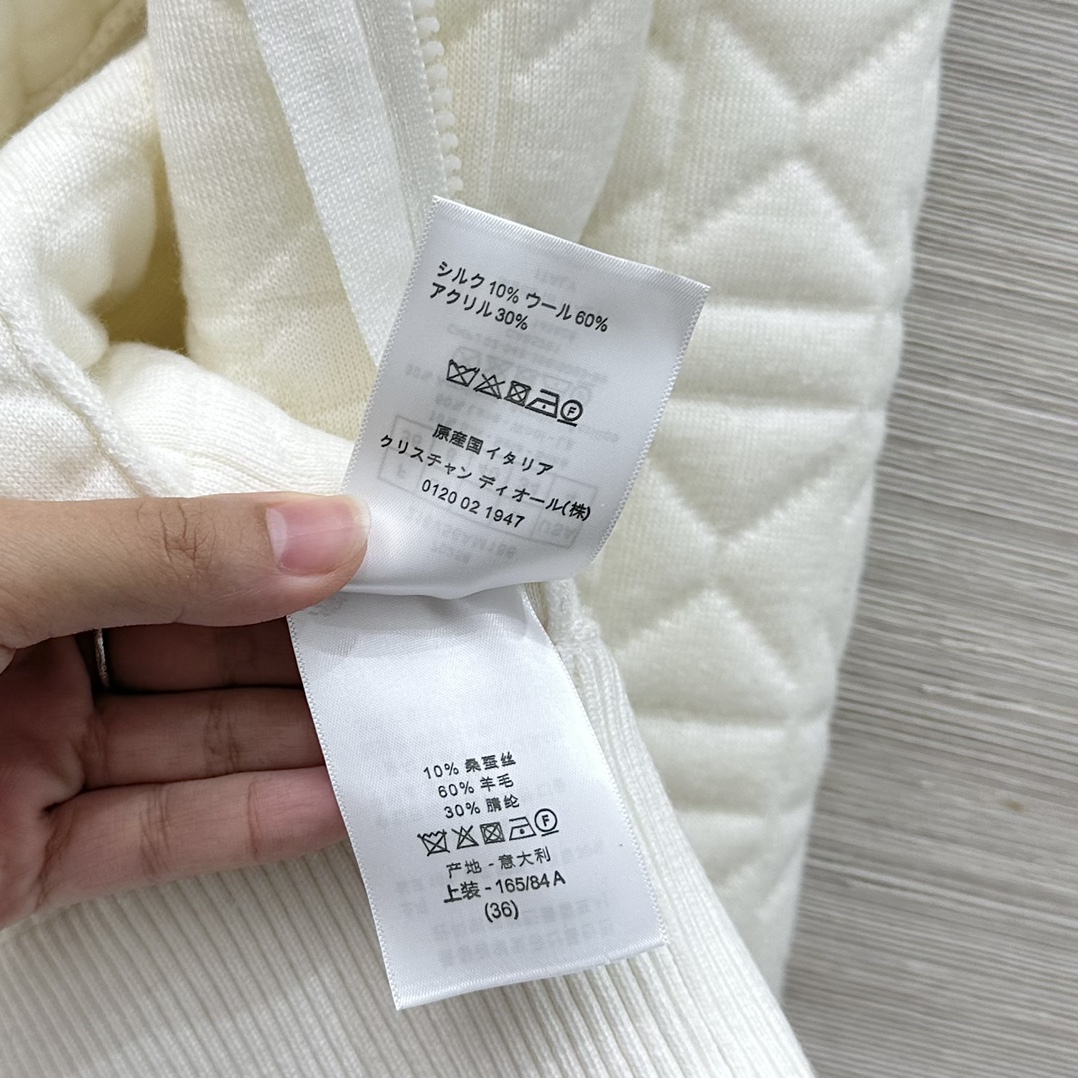 シルク 10% ウール 60%
アクリル 30%
F
原産国 イタリア
クリスチャン ディオール(株)
0120 02 1947
10% 桑蚕丝
60% 羊毛
30% 腈纶
F
产地 - 意大利
上装 - 165/84 A
(36)